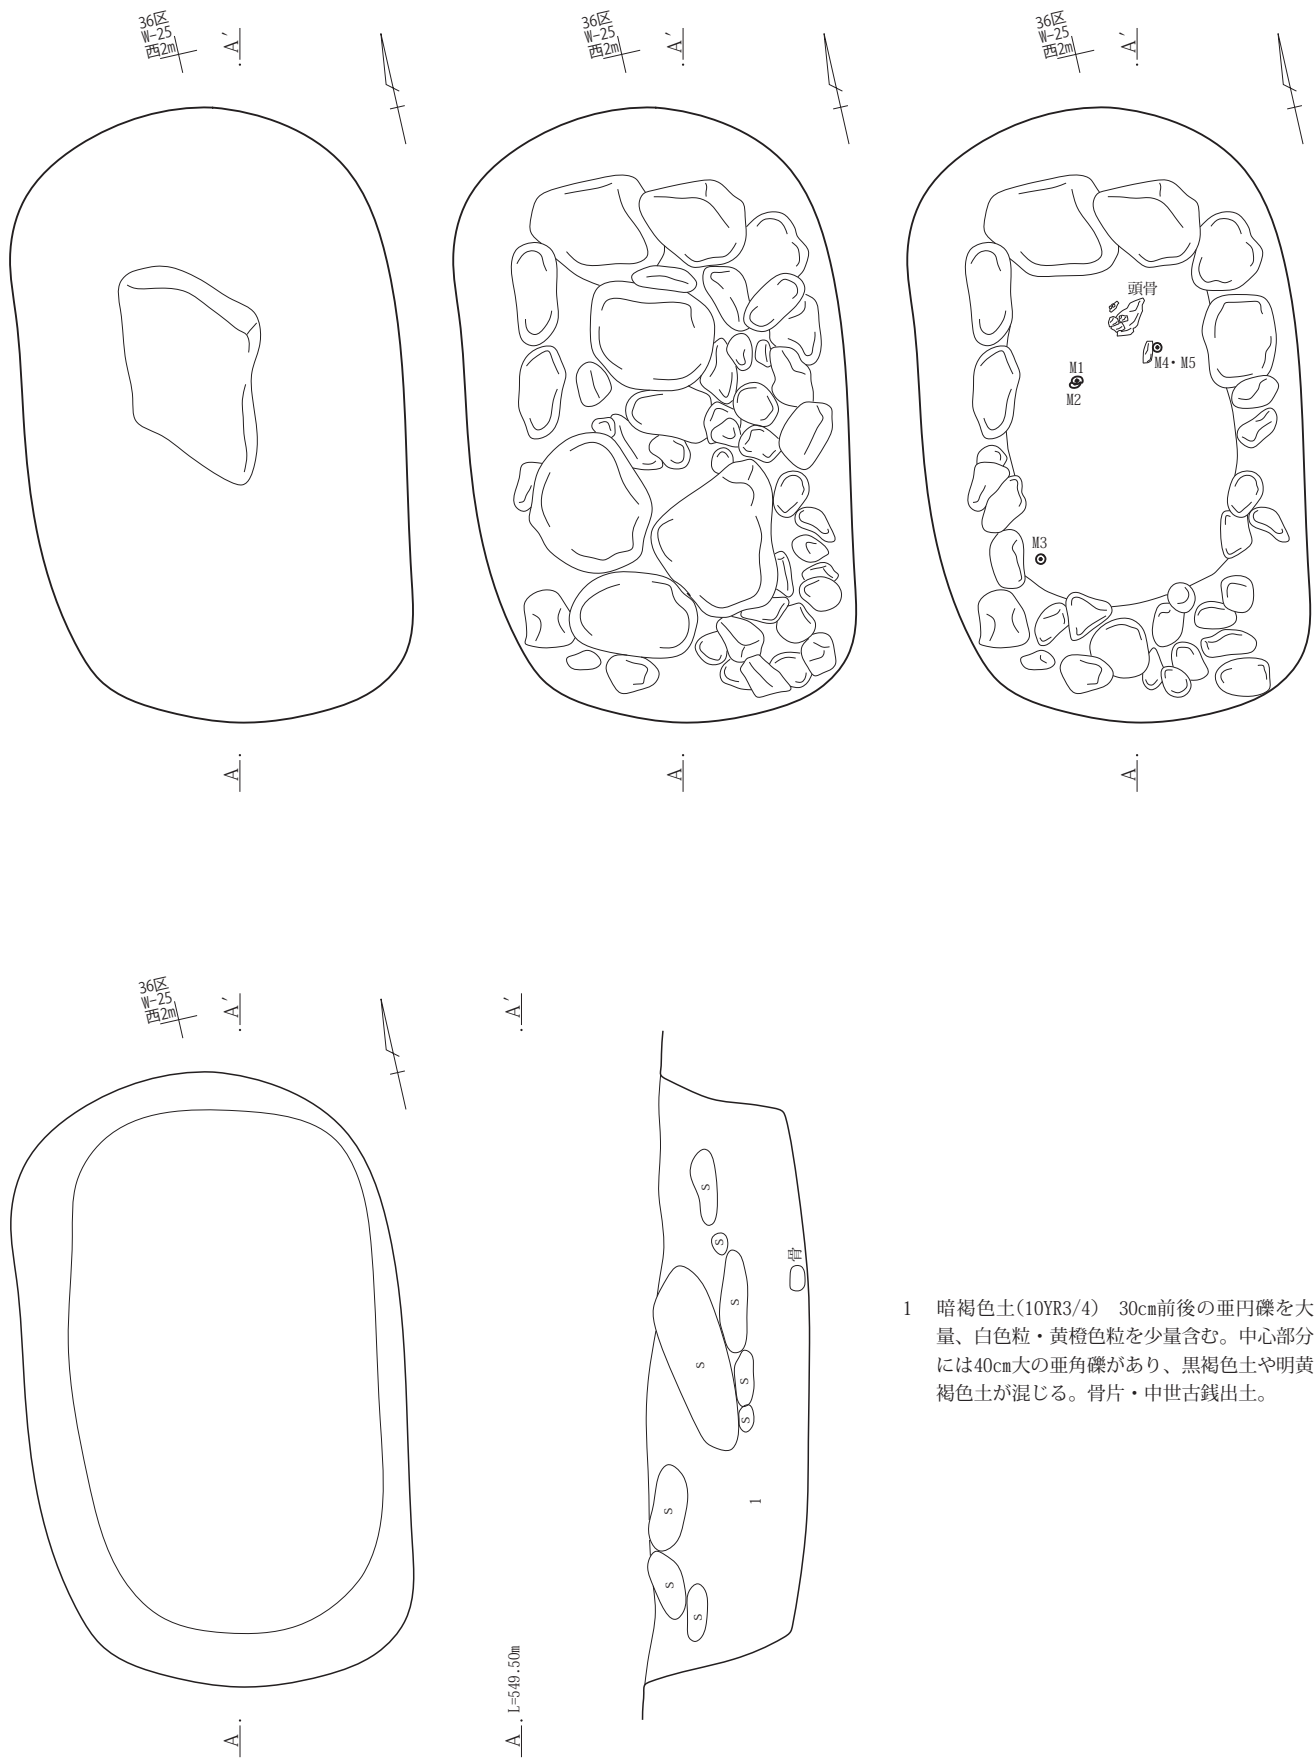 36区
W-25
西2m
A′
36区
W-25
西2m
A′
36区
W-25
西2m
A′
頭骨
M4・M5
M1
M2
M3
A
A
A
36区
W-25
西2m
A′
A′
S
S
骨
S
S
S
S
S
1
S
S
A
A L=549.50m
1 暗褐色土(10YR3/4) 30cm前後の亜円礫を大
量、白色粒・黄橙色粒を少量含む。中心部分
には40cm大の亜角礫があり、黒褐色土や明黄
褐色土が混じる。骨片・中世古銭出土。